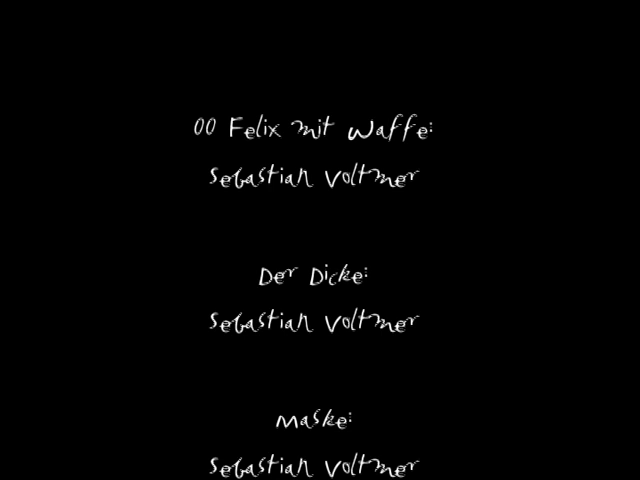 00 Felix mit Waffe:
Sebastian Voltmer
Der Dicke:
Sebastian Voltmer
Maske:
Sebastian Voltmer